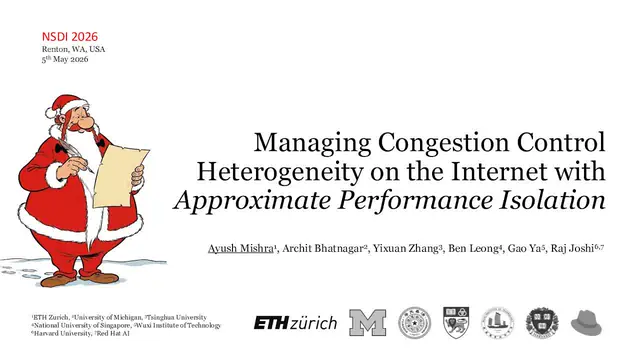 NSDI 2026
Renton, WA, USA
5th May 2026
Managing Congestion Control
Heterogeneity on the Internet with
Approximate Performance Isolation
Ayush Mishra¹, Archit Bhatnagar², Yixuan Zhang³, Ben Leong⁴, Gao Ya⁵, Raj Joshi⁶,⁷
¹ETH Zurich, ²University of Michigan, ³Tsinghua University
⁴National University of Singapore, ⁵Wuxi Institute of Technology
⁶Harvard University, ⁷Red Hat AI
ETH zürich
M